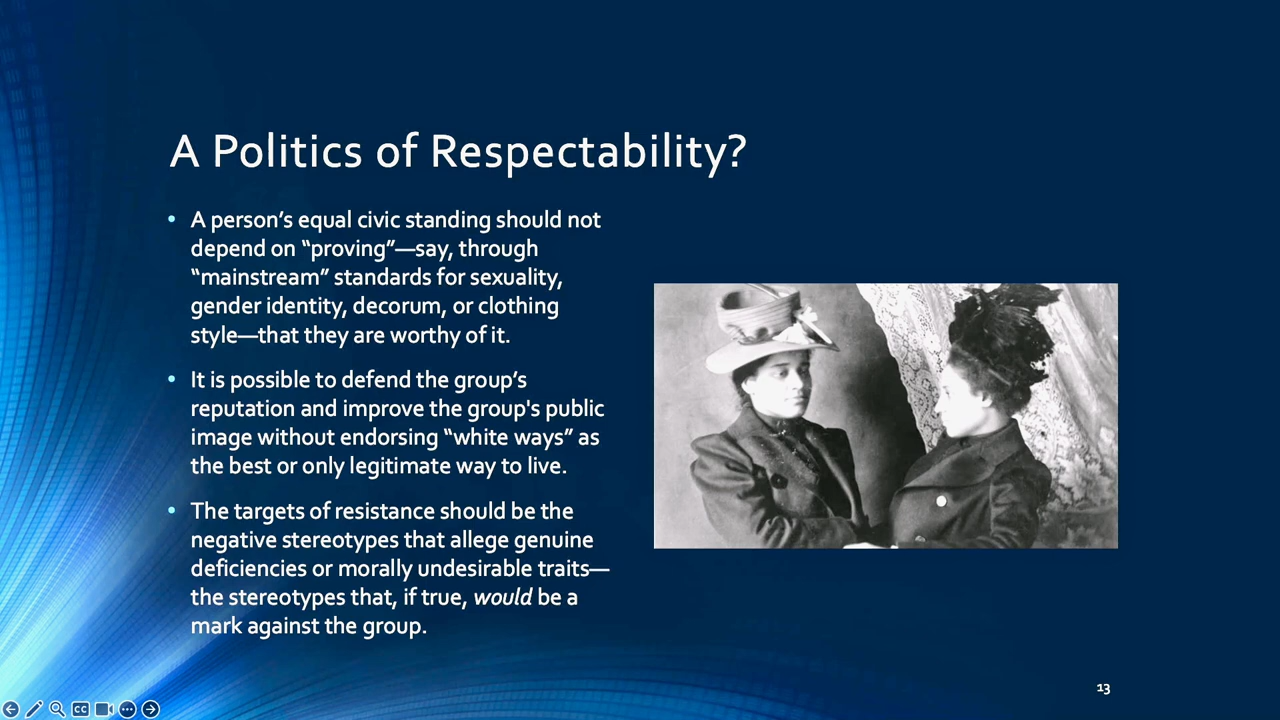 A Politics of Respectability?
• A person’s equal civic standing should not
depend on “proving”—say, through
“mainstream” standards for sexuality,
gender identity, decorum, or clothing
style—that they are worthy of it.
• It is possible to defend the group’s
reputation and improve the group's public
image without endorsing “white ways” as
the best or only legitimate way to live.
• The targets of resistance should be the
negative stereotypes that allege genuine
deficiencies or morally undesirable traits—
the stereotypes that, if true, would be a
mark against the group.
13
CC